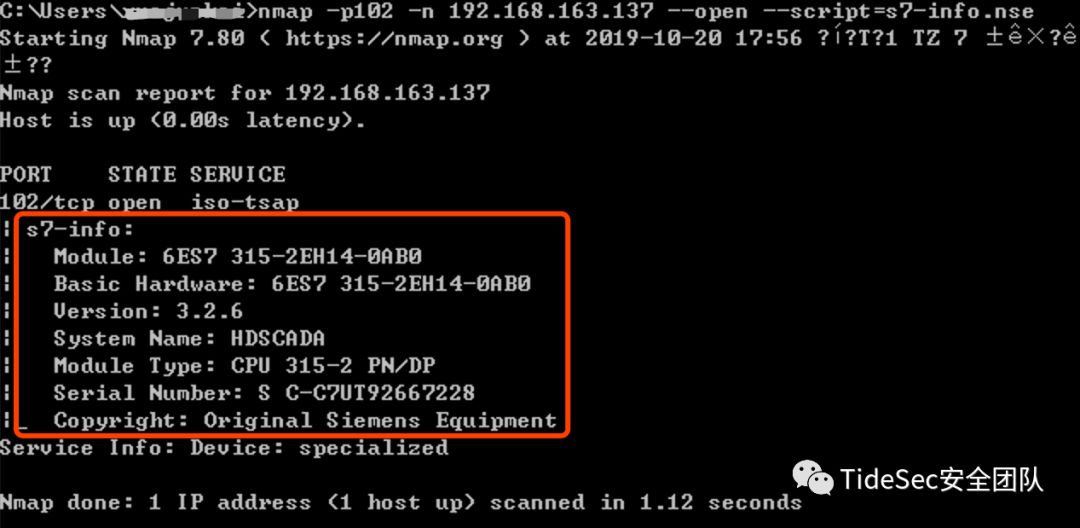 C:\Users\>nmap -p102 -n 192.168.163.137 --open --script=s7-info.nse
Starting Nmap 7.80 ( https://nmap.org ) at 2019-10-20 17:56 ?í?T?1 TZ 7 ±ê×?ê
±??
Nmap scan report for 192.168.163.137
Host is up (0.00s latency).
PORT    STATE SERVICE
102/tcp open  iso-tsap
| s7-info:
|   Module: 6ES7 315-2EH14-0AB0
|   Basic Hardware: 6ES7 315-2EH14-0AB0
|   Version: 3.2.6
|   System Name: HDSCADA
|   Module Type: CPU 315-2 PN/DP
|   Serial Number: S C-C7UT92667228
|_  Copyright: Original Siemens Equipment
Service Info: Device: specialized
Nmap done: 1 IP address (1 host up) scanned in 1.12 seconds
TideSec安全团队